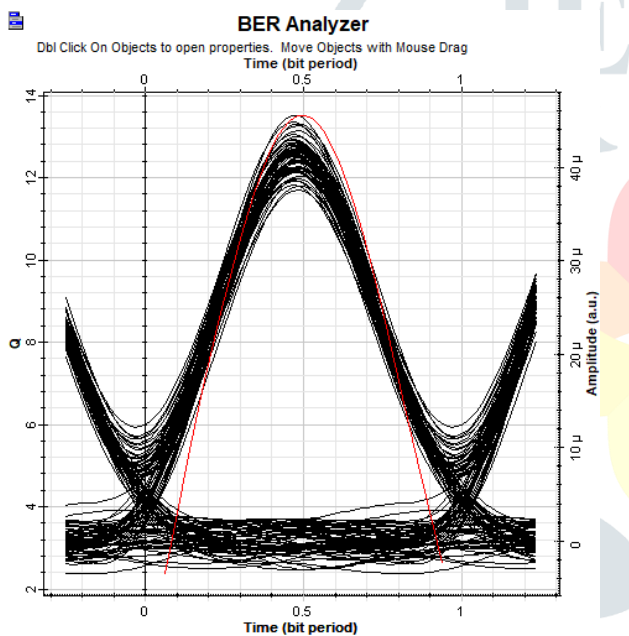 BER Analyzer
Dbl Click On Objects to open properties. Move Objects with Mouse Drag
Time (bit period)
0 0.5 1
14
12
10
8
6
4
2
Q
40 µ
30 µ
20 µ
10 µ
0
Amplitude (a.u.)
0 0.5 1
Time (bit period)